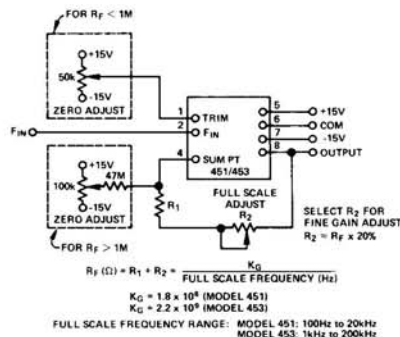 FOR RF < 1M
+15V
50k
-15V
ZERO ADJUST
1
TRIM
2
FIN
FIN
4
SUM PT
451/453
5
+15V
6
COM
7
-15V
8
OUTPUT
+15V
47M
100k
-15V
ZERO ADJUST
FOR RF > 1M
R1
FULL SCALE
ADJUST
R2
SELECT R2 FOR
FINE GAIN ADJUST
R2 = RF x 20%
RF (Ω) = R1 + R2 = KG / FULL SCALE FREQUENCY (Hz)
KG = 1.8 x 10⁸ (MODEL 451)
KG = 2.2 x 10⁹ (MODEL 453)
FULL SCALE FREQUENCY RANGE: MODEL 451: 100Hz to 20kHz
MODEL 453: 1kHz to 200kHz